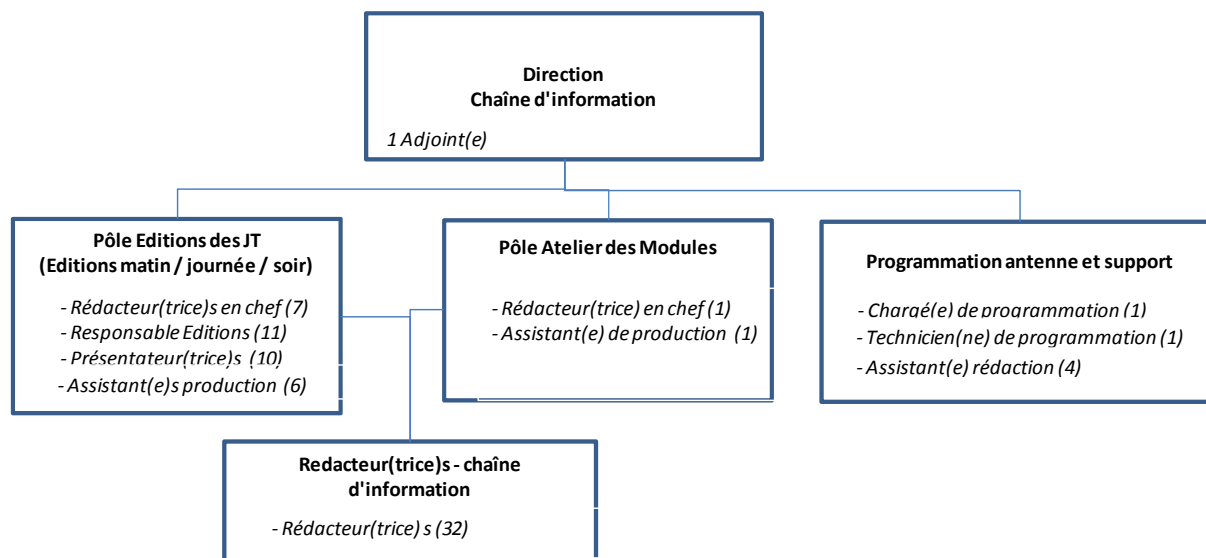 Direction
Chaîne d'information
1 Adjoint(e)
Pôle Editions des JT
(Editions matin / journée / soir)
- Rédacteur(trice)s en chef (7)
- Responsable Editions (11)
- Présentateur(trice)s (10)
- Assistant(e)s production (6)
Pôle Atelier des Modules
- Rédacteur(trice) en chef (1)
- Assistant(e) de production (1)
Programmation antenne et support
- Chargé(e) de programmation (1)
- Technicien(ne) de programmation (1)
- Assistant(e) rédaction (4)
Redacteur(trice)s - chaîne
d'information
- Rédacteur(trice) s (32)